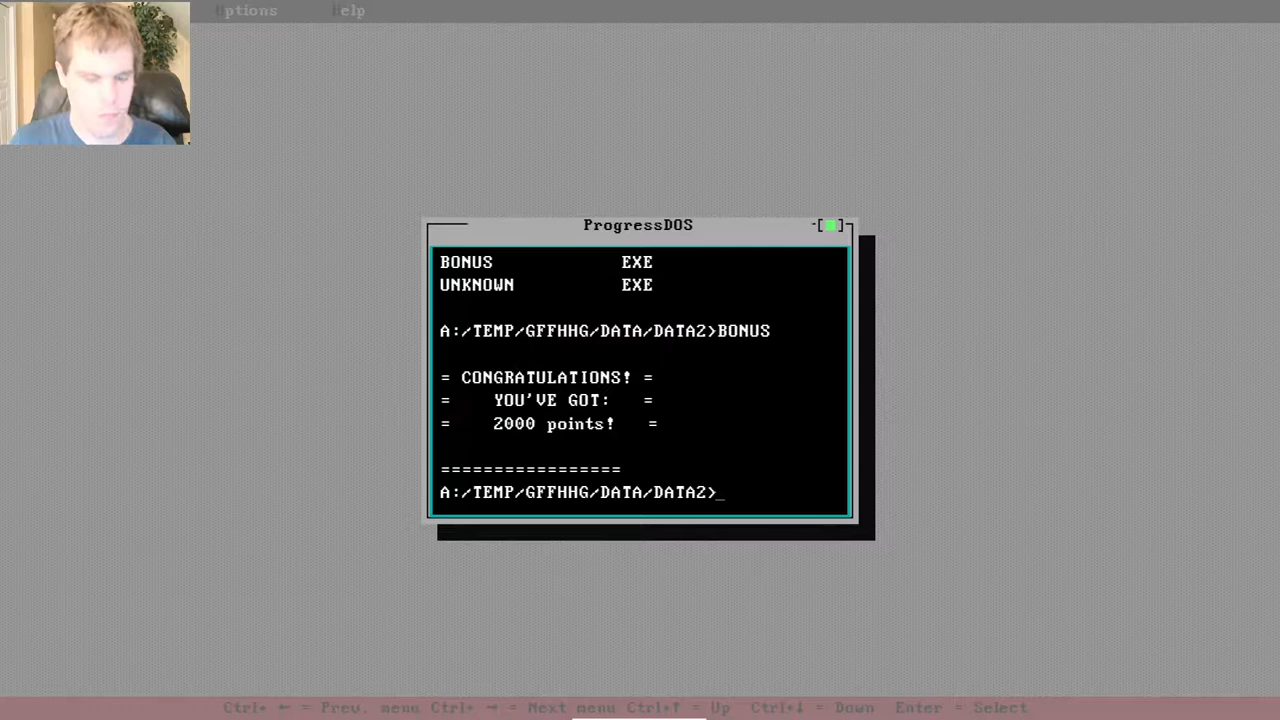 Options Help
ProgressDOS
BONUS EXE
UNKNOWN EXE
A:/TEMP/GFFHHG/DATA/DATA2>BONUS
= CONGRATULATIONS! =
= YOU'VE GOT: =
= 2000 points! =
=================
A:/TEMP/GFFHHG/DATA/DATA2>_
Ctrl+ ← = Prev. menu Ctrl+ → = Next menu Ctrl+↑ = Up Ctrl+↓ = Down Enter = Select